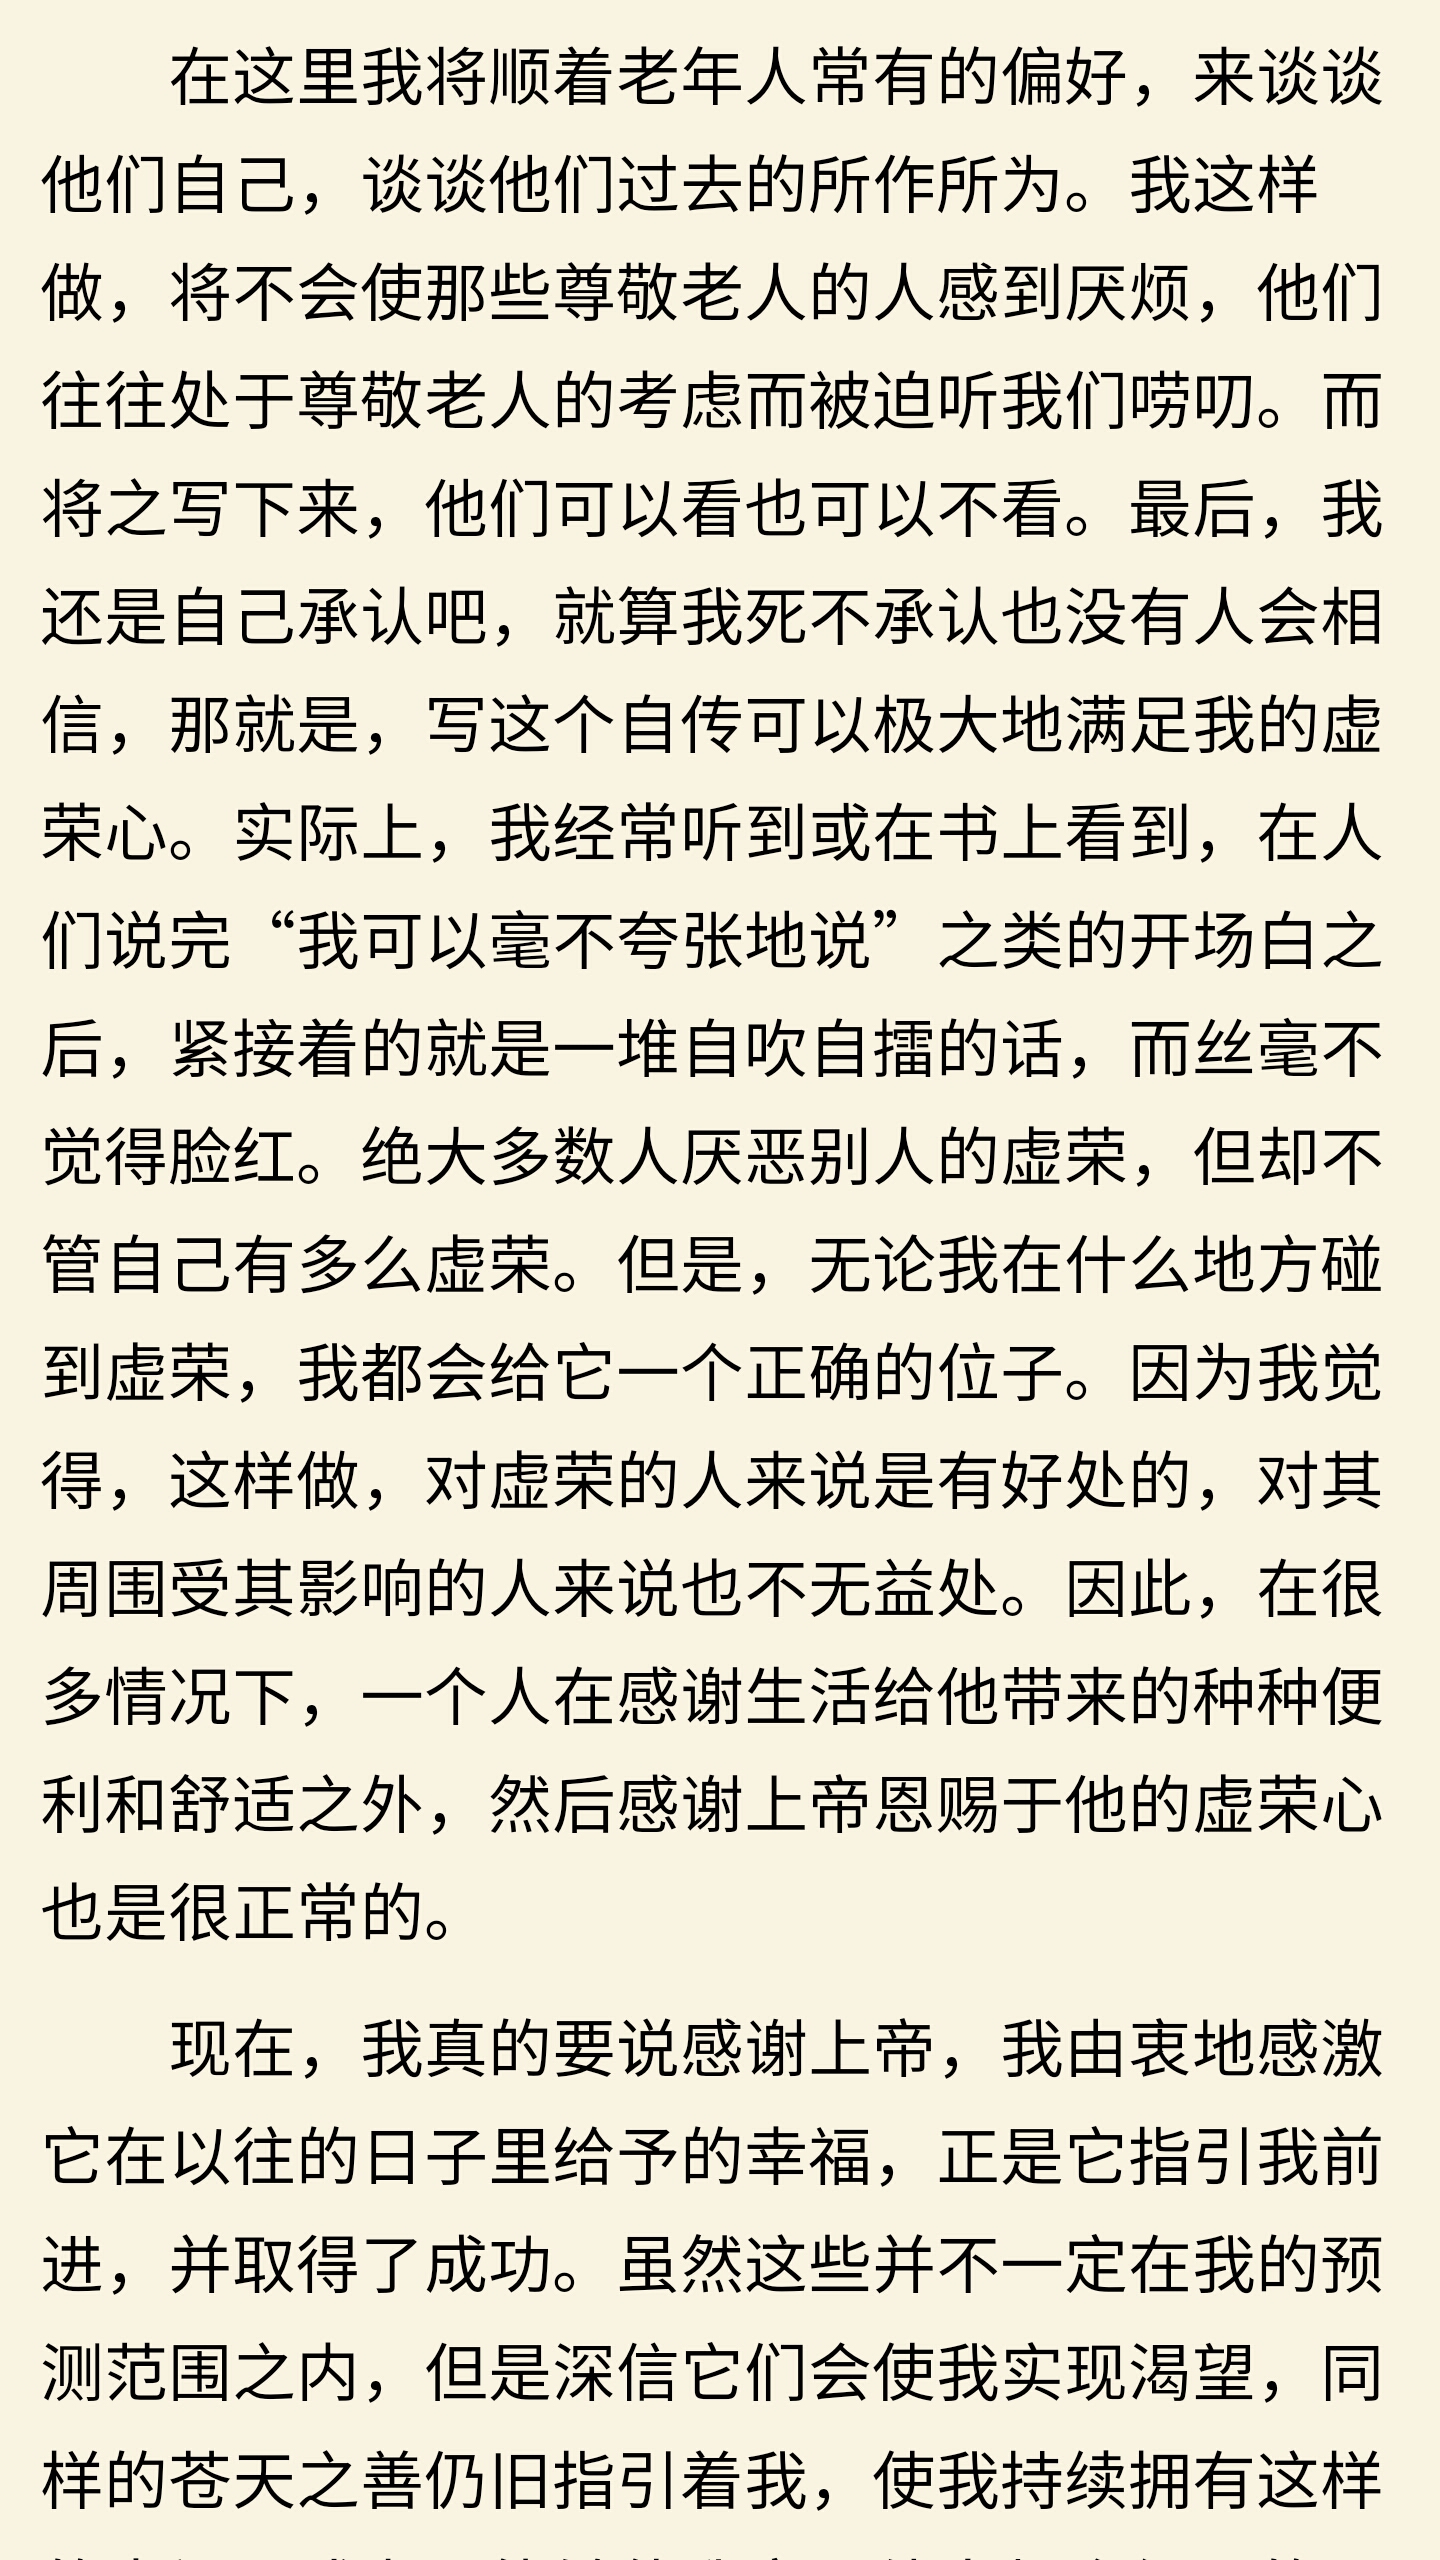 在这里我将顺着老年人常有的偏好，来谈谈
他们自己，谈谈他们过去的所作所为。我这样
做，将不会使那些尊敬老人的人感到厌烦，他们
往往处于尊敬老人的考虑而被迫听我们唠叨。而
将之写下来，他们可以看也可以不看。最后，我
还是自己承认吧，就算我死不承认也没有人会相
信，那就是，写这个自传可以极大地满足我的虚
荣心。实际上，我经常听到或在书上看到，在人
们说完“我可以毫不夸张地说”之类的开场白之
后，紧接着的就是一堆自吹自擂的话，而丝毫不
觉得脸红。绝大多数人厌恶别人的虚荣，但却不
管自己有多么虚荣。但是，无论我在什么地方碰
到虚荣，我都会给它一个正确的位子。因为我觉
得，这样做，对虚荣的人来说是有好处的，对其
周围受其影响的人来说也不无益处。因此，在很
多情况下，一个人在感谢生活给他带来的种种便
利和舒适之外，然后感谢上帝恩赐于他的虚荣心
也是很正常的。
现在，我真的要说感谢上帝，我由衷地感激
它在以往的日子里给予的幸福，正是它指引我前
进，并取得了成功。虽然这些并不一定在我的预
测范围之内，但是深信它们会使我实现渴望，同
样的苍天之善仍旧指引着我，使我持续拥有这样